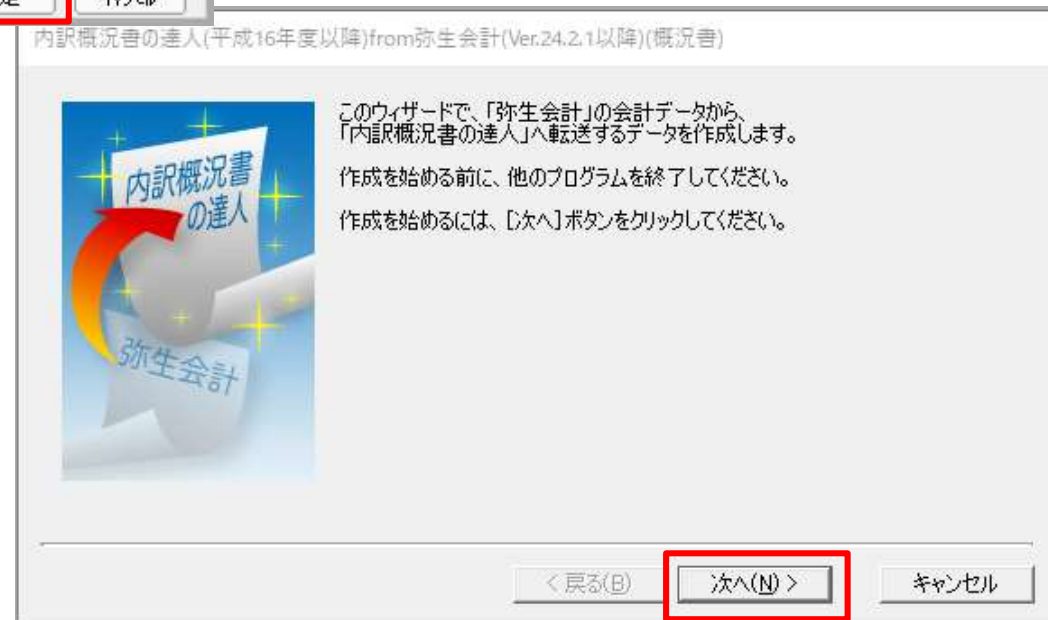 内訳概況書の達人(平成16年度以降)from弥生会計(Ver.24.2.1以降)(概況書)
内訳概況書
の達人
弥生会計
このウィザードで、「弥生会計」の会計データから、
「内訳概況書の達人」へ転送するデータを作成します。
作成を始める前に、他のプログラムを終了してください。
作成を始めるには、[次へ]ボタンをクリックしてください。
< 戻る(B)
次へ(N) >
キャンセル